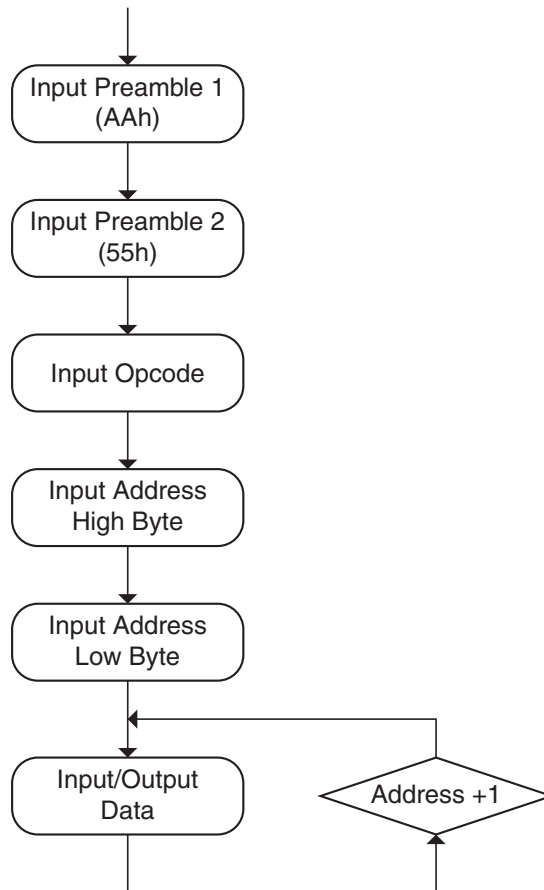 Input Preamble 1
(AAh)
Input Preamble 2
(55h)
Input Opcode
Input Address
High Byte
Input Address
Low Byte
Input/Output
Data
Address +1